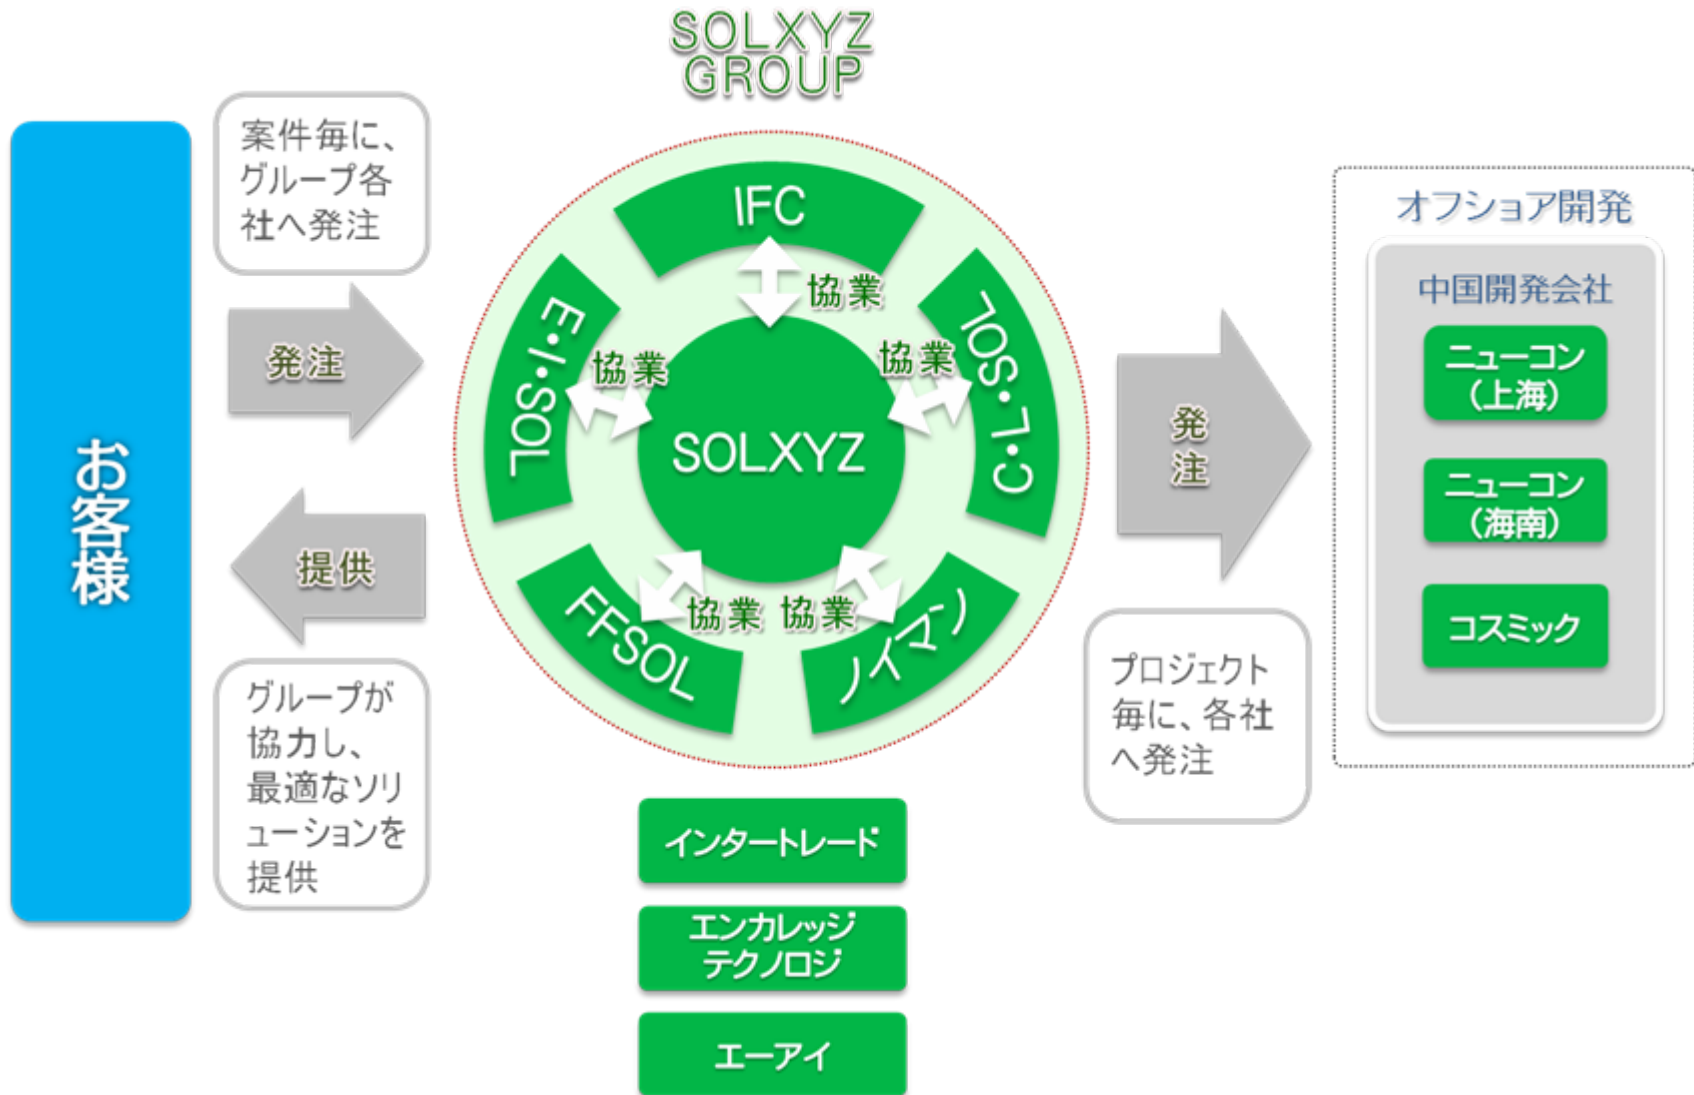 SOLXYZ
GROUP
案件毎に、
グループ各
社へ発注
発注
お客様
提供
グループが
協力し、
最適なソリ
ューションを
提供
IFC
協業
E・I・SOL
協業
C・L・SOL
協業
SOLXYZ
FFSOL
協業
ノイマン
協業
インタートレード
エンカレッジ
テクノロジ
エーアイ
発
注
プロジェクト
毎に、各社
へ発注
オフショア開発
中国開発会社
ニューコン
（上海）
ニューコン
（海南）
コスミック